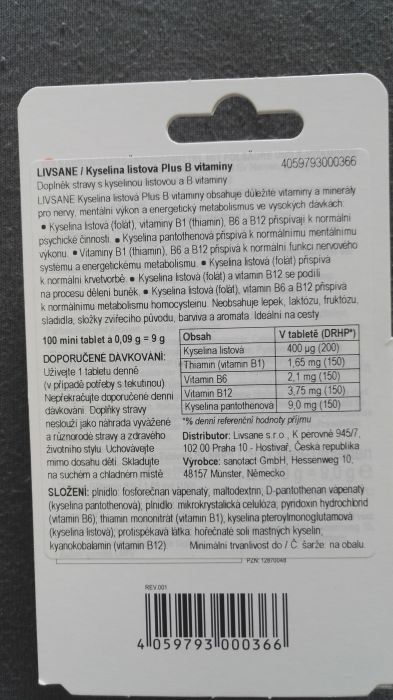 LIVSANE / Kyselina listová Plus B vitaminy 4059793000366
Doplněk stravy s kyselinou listovou a B vitaminy
LIVSANE Kyselina listová Plus B vitaminy obsahuje důležité vitaminy a minerály
pro nervy, mentální výkon a energetický metabolismus ve vysokých dávkách:
● Kyselina listová (folát), vitaminy B1 (thiamin), B6 a B12 přispívají k normální
psychické činnosti. ● Kyselina pantothenová přispívá k normálnímu mentálnímu
výkonu. ● Vitaminy B1 (thiamin), B6 a B12 přispívá k normální funkci nervového
systému a energetickému metabolismu. ● Kyselina listová (folát) přispívá
k normální krvetvorbě. ● Kyselina listová (folát) a vitamin B12 se podílí
na procesu dělení buněk. ● Kyselina listová (folát), vitamin B6 a B12 přispívá
k normálnímu metabolismu homocysteinu. Neobsahuje lepek, laktózu, fruktózu,
sladidla, složky zvířecího původu, barviva a aromata. Ideální na cesty.
100 mini tablet à 0,09 g = 9 g
DOPORUČENÉ DÁVKOVÁNÍ:
Užívejte 1 tabletu denně
(v případě potřeby s tekutinou).
Nepřekračujte doporučené denní
dávkování. Doplňky stravy
neslouží jako náhrada vyvážené
a různorodé stravy a zdravého
životního stylu. Uchovávejte
mimo dosahu dětí. Skladujte
na suchém a chladném místě.
Obsah V tabletě (DRHP*)
Kyselina listová 400 µg (200)
Thiamin (vitamin B1) 1,65 mg (150)
Vitamin B6 2,1 mg (150)
Vitamin B12 3,75 mg (150)
Kyselina pantothenová 9,0 mg (150)
*% denní referenční hodnoty příjmu
Distributor: Livsane s.r.o., K pérovně 945/7,
102 00 Praha 10 - Hostivař, Česká republika
Výrobce: sanotact GmbH, Hessenweg 10,
48157 Münster, Německo
SLOŽENÍ: plnidlo: fosforečnan vápenatý, maltodextrin, D-pantothenan vápenatý
(kyselina pantothenová), plnidlo: mikrokrystalická celulóza; pyridoxin hydrochlorid
(vitamin B6), thiamin mononitrát (vitamin B1), kyselina pteroylmonoglutamová
(kyselina listová), protispékavá látka: hořečnaté soli mastných kyselin,
kyanokobalamin (vitamin B12). Minimální trvanlivost do / Č. šarže: na obalu.
REV.001
4 059793 000366